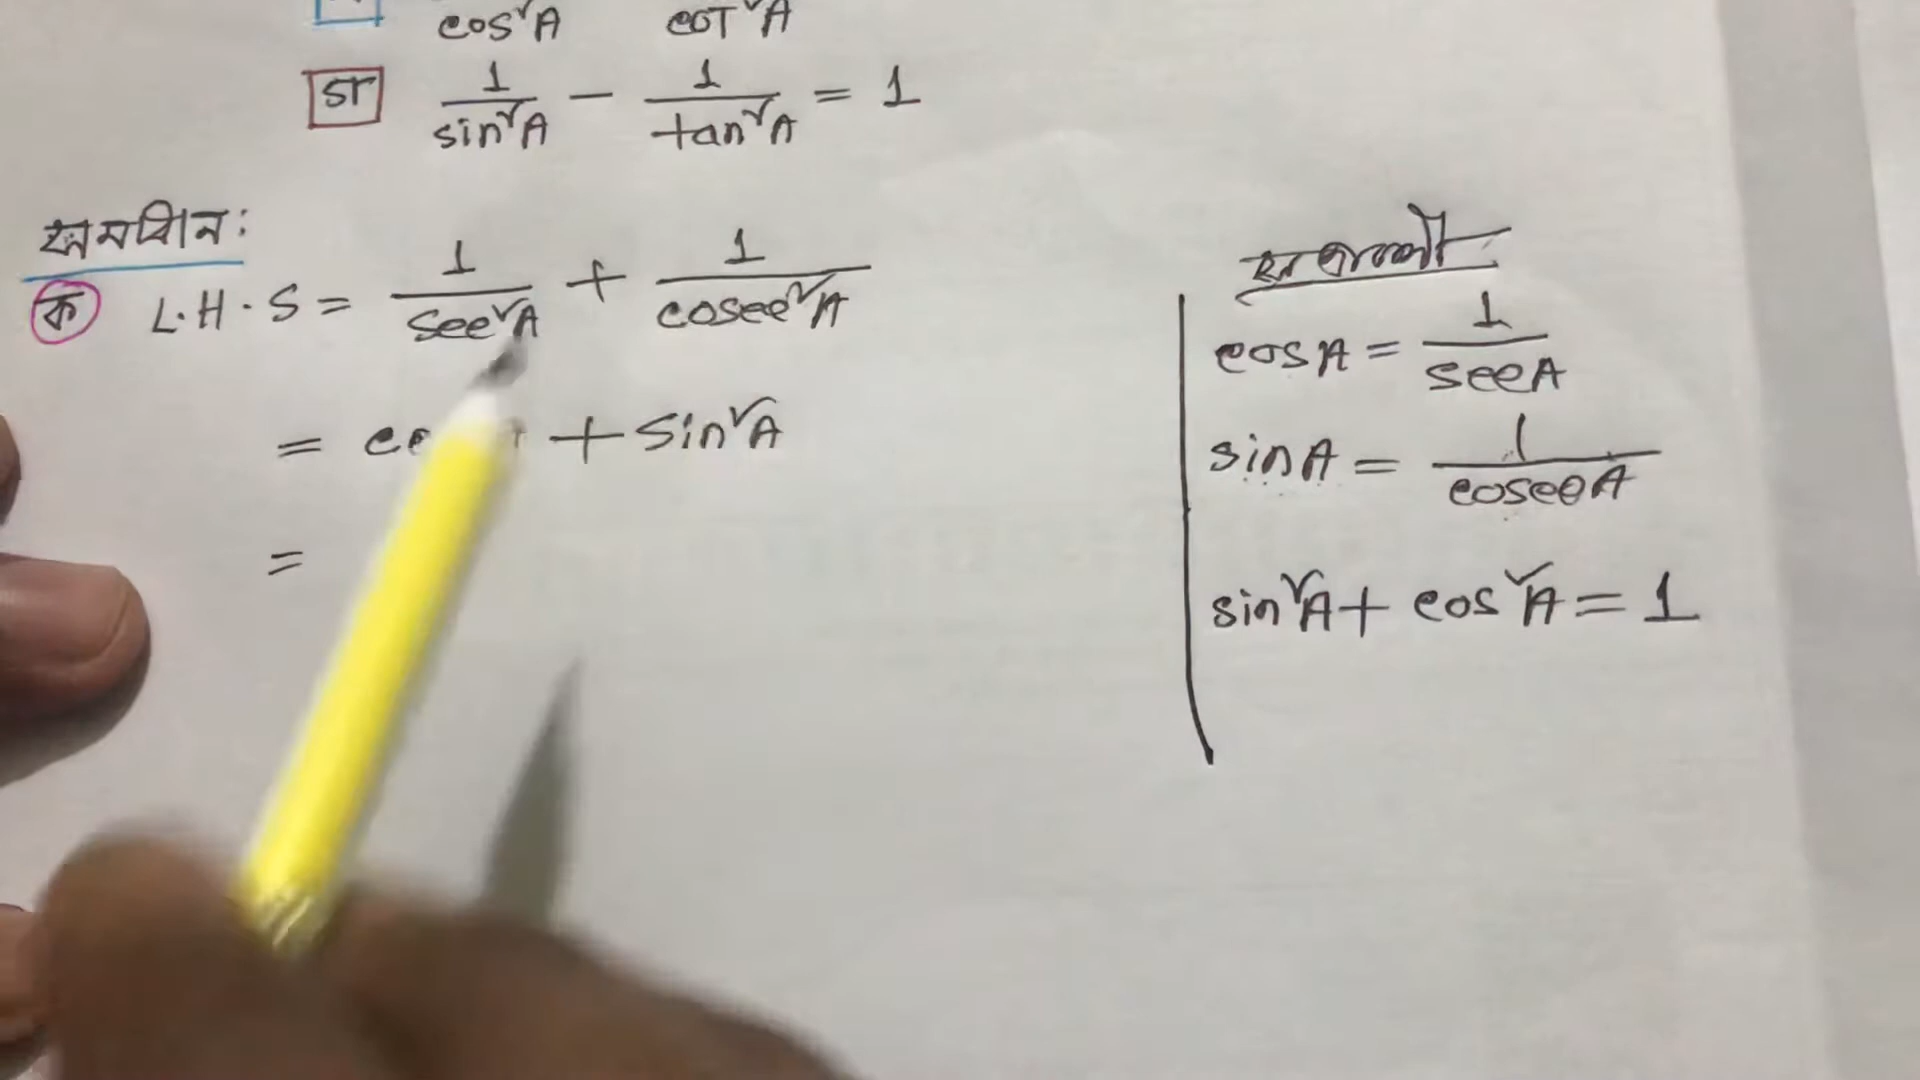 cos²A cot²A
গ 1/sin²A - 1/tan²A = 1
সমাধান:
ক L.H.S = 1/sec²A + 1/cosec²A
= + sin²A
=
cosA = 1/secA
sinA = 1/cosecA
sin²A + cos²A = 1